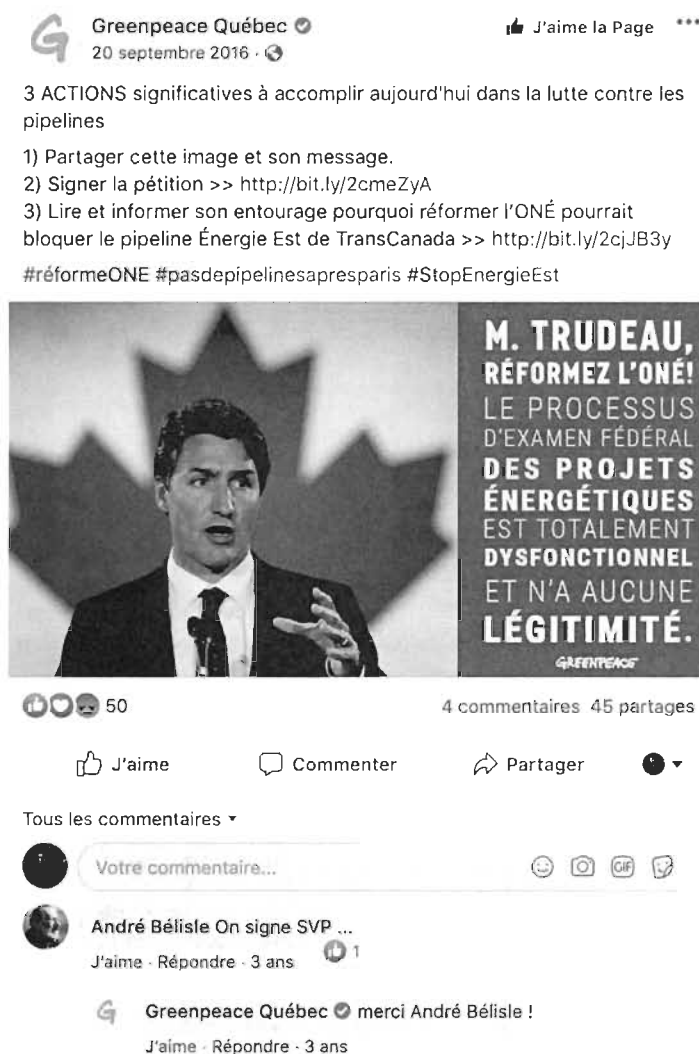 Greenpeace Québec
J'aime la Page
20 septembre 2016 ·
3 ACTIONS significatives à accomplir aujourd'hui dans la lutte contre les
pipelines
1) Partager cette image et son message.
2) Signer la pétition >> http://bit.ly/2cmeZyA
3) Lire et informer son entourage pourquoi réformer l'ONÉ pourrait
bloquer le pipeline Énergie Est de TransCanada >> http://bit.ly/2cjJB3y
#réformeONE #pasdepipelinesapresparis #StopEnergieEst
M. TRUDEAU,
RÉFORMEZ L'ONÉ!
LE PROCESSUS
D'EXAMEN FÉDÉRAL
DES PROJETS
ÉNERGÉTIQUES
EST TOTALEMENT
DYSFONCTIONNEL
ET N'A AUCUNE
LÉGITIMITÉ.
GREENPEACE
50
4 commentaires 45 partages
J'aime
Commenter
Partager
Tous les commentaires
Votre commentaire...
GIF
André Bélisle On signe SVP ...
1
J'aime · Répondre · 3 ans
Greenpeace Québec merci André Bélisle !
J'aime · Répondre · 3 ans